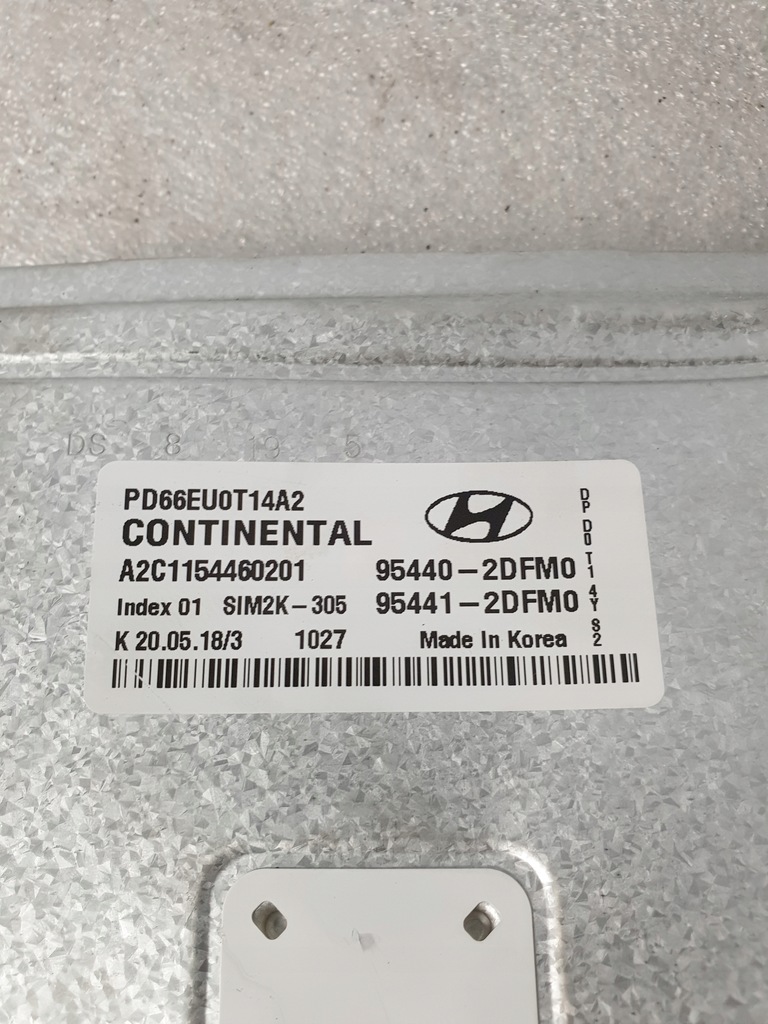 DS 8 19 5
PD66EU0T14A2
CONTINENTAL
A2C1154460201 95440-2DFM0
Index 01 SIM2K-305 95441-2DFM0
K 20.05.18/3 1027 Made In Korea
DP D0 T1 4Y S2